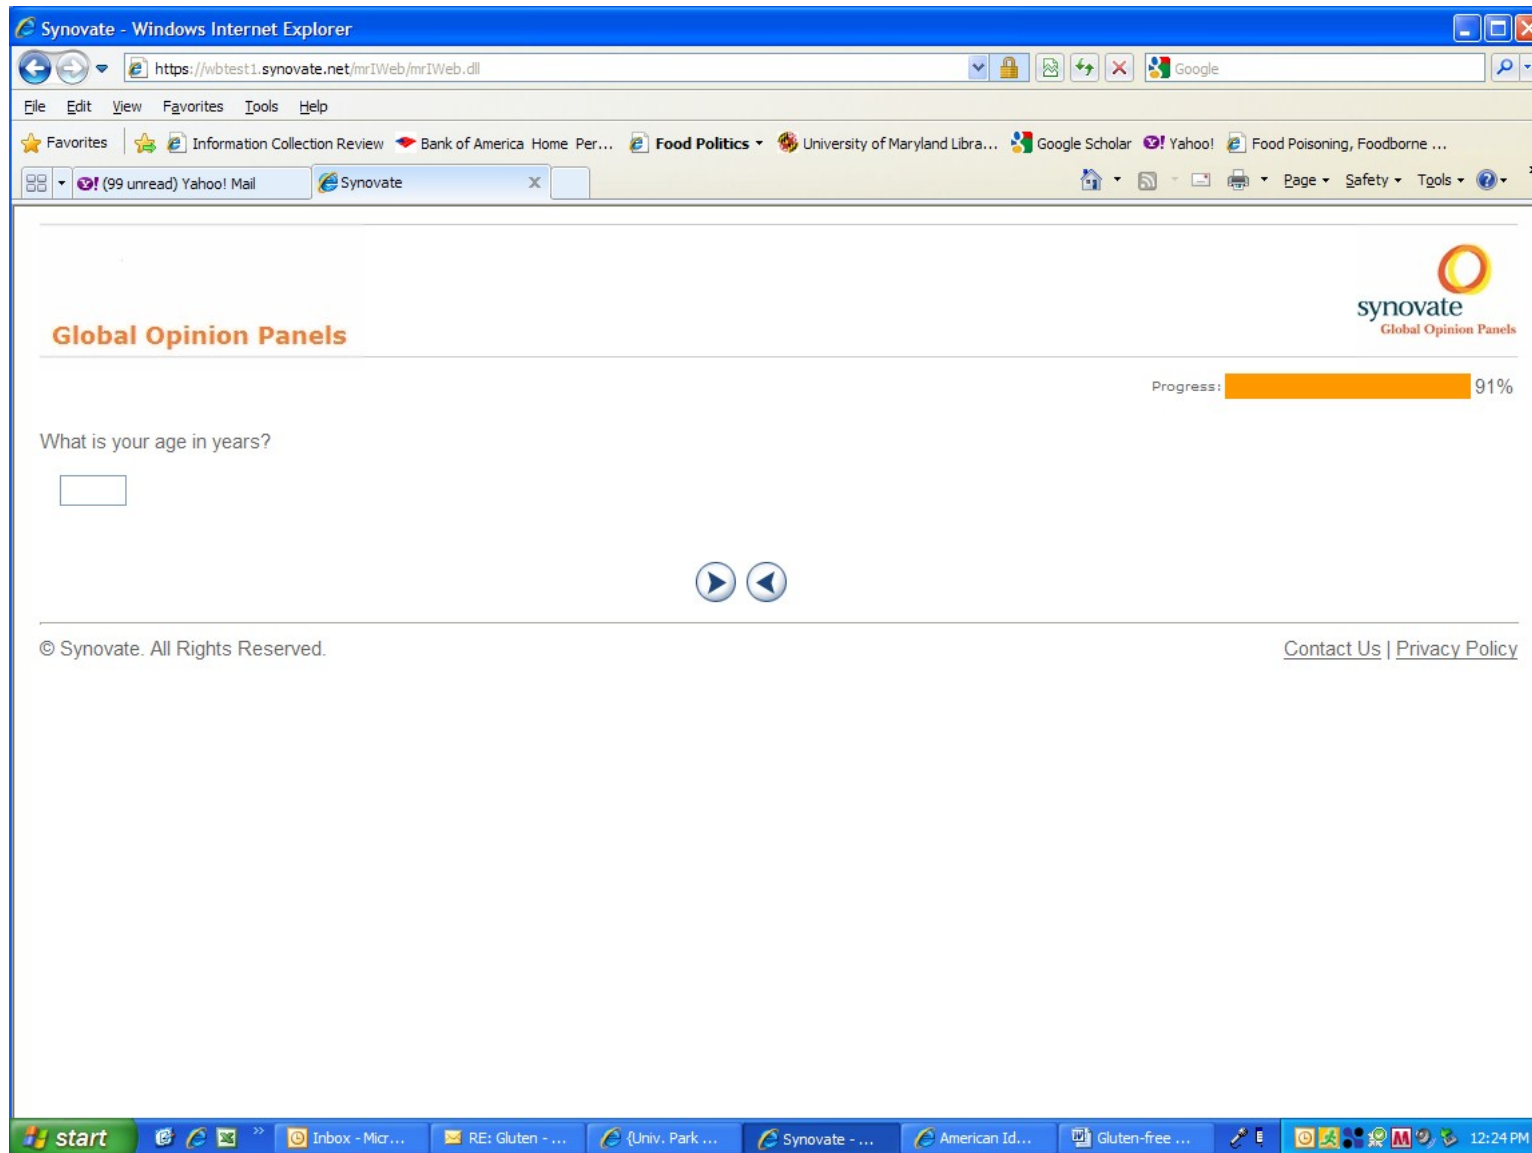 Synovate - Windows Internet Explorer
https://wbtest1.synovate.net/mrIWeb/mrIWeb.dll
Google
File Edit View Favorites Tools Help
Favorites Information Collection Review Bank of America Home Per... Food Politics University of Maryland Libra... Google Scholar Yahoo! Food Poisoning, Foodborne ...
(99 unread) Yahoo! Mail Synovate Page Safety Tools
synovate
Global Opinion Panels
Global Opinion Panels
Progress: 91%
What is your age in years?
© Synovate. All Rights Reserved. Contact Us | Privacy Policy
start Inbox - Micr... RE: Gluten - ... {Univ. Park ... Synovate - ... American Id... Gluten-free ... 12:24 PM